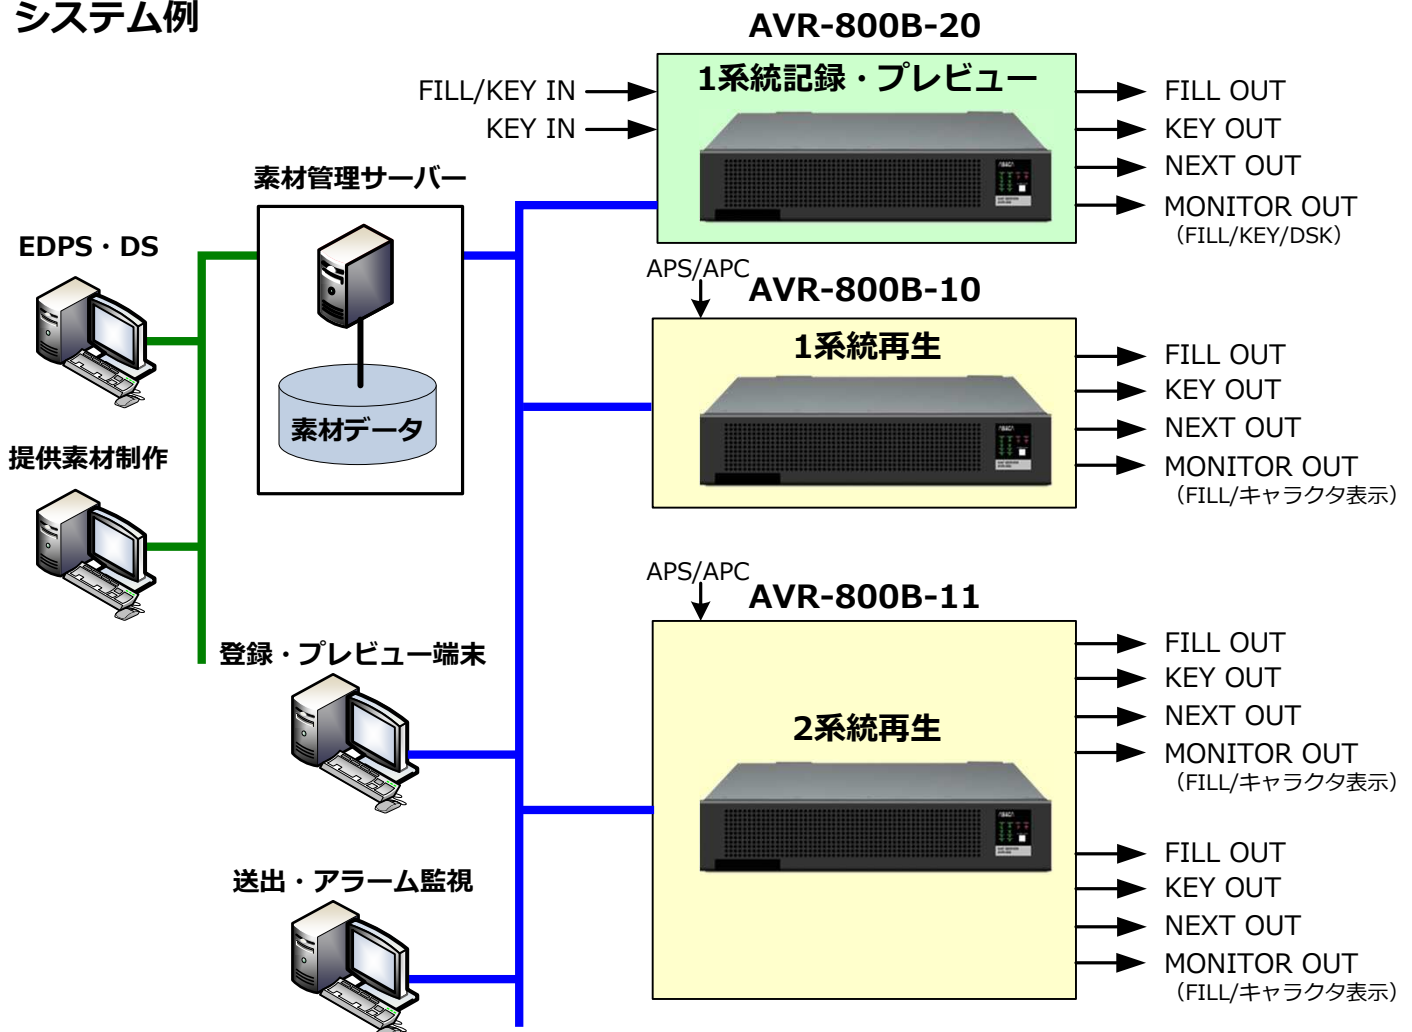 システム例
AVR-800B-20
1系統記録・プレビュー
FILL/KEY IN
KEY IN
FILL OUT
KEY OUT
NEXT OUT
MONITOR OUT
（FILL/KEY/DSK）
素材管理サーバー
素材データ
EDPS・DS
提供素材制作
APS/APC
AVR-800B-10
1系統再生
FILL OUT
KEY OUT
NEXT OUT
MONITOR OUT
（FILL/キャラクタ表示）
APS/APC
AVR-800B-11
2系統再生
FILL OUT
KEY OUT
NEXT OUT
MONITOR OUT
（FILL/キャラクタ表示）
FILL OUT
KEY OUT
NEXT OUT
MONITOR OUT
（FILL/キャラクタ表示）
登録・プレビュー端末
送出・アラーム監視